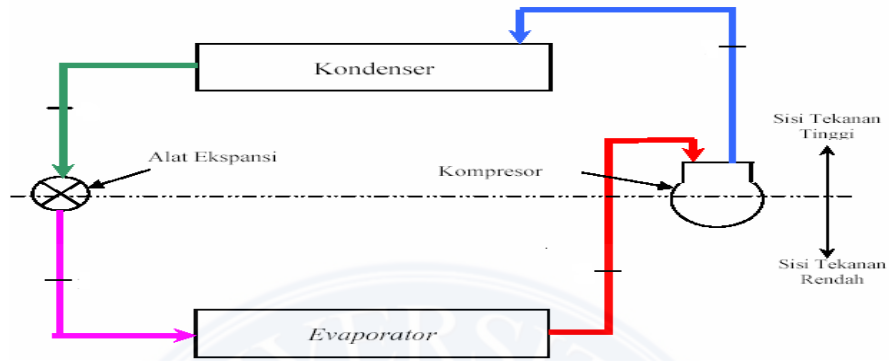 Kondenser
Sisi Tekanan
Tinggi
Alat Ekspansi
Kompresor
Sisi Tekanan
Rendah
Evaporator